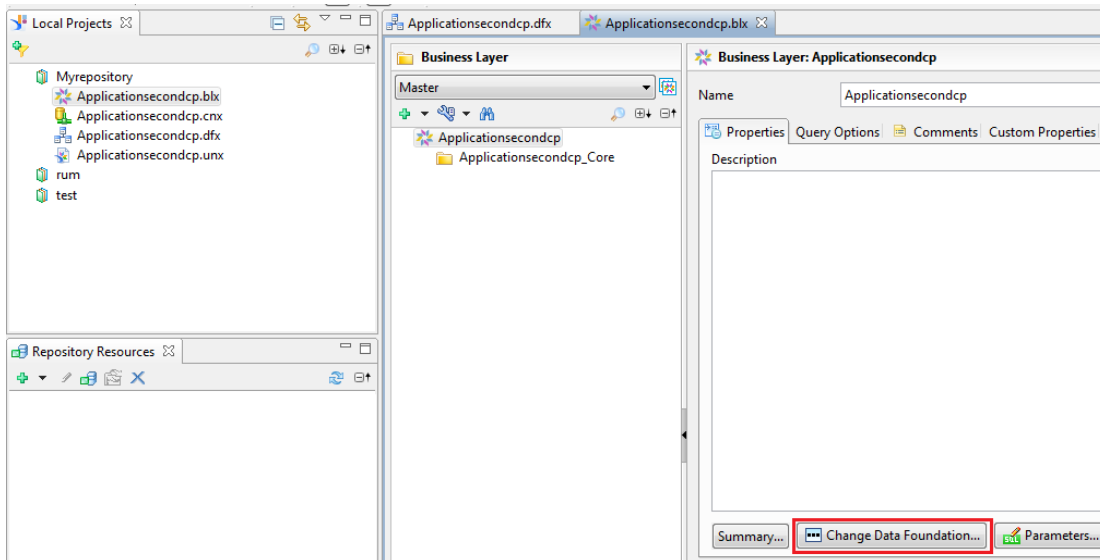 Local Projects
Myrepository
Applicationsecondcp.blx
Applicationsecondcp.cnx
Applicationsecondcp.dfx
Applicationsecondcp.unx
rum
test
Repository Resources
Applicationsecondcp.dfx
Applicationsecondcp.blx
Business Layer
Master
Applicationsecondcp
Applicationsecondcp_Core
Business Layer: Applicationsecondcp
Name
Applicationsecondcp
Properties Query Options Comments Custom Properties
Description
Summary... Change Data Foundation... Parameters...